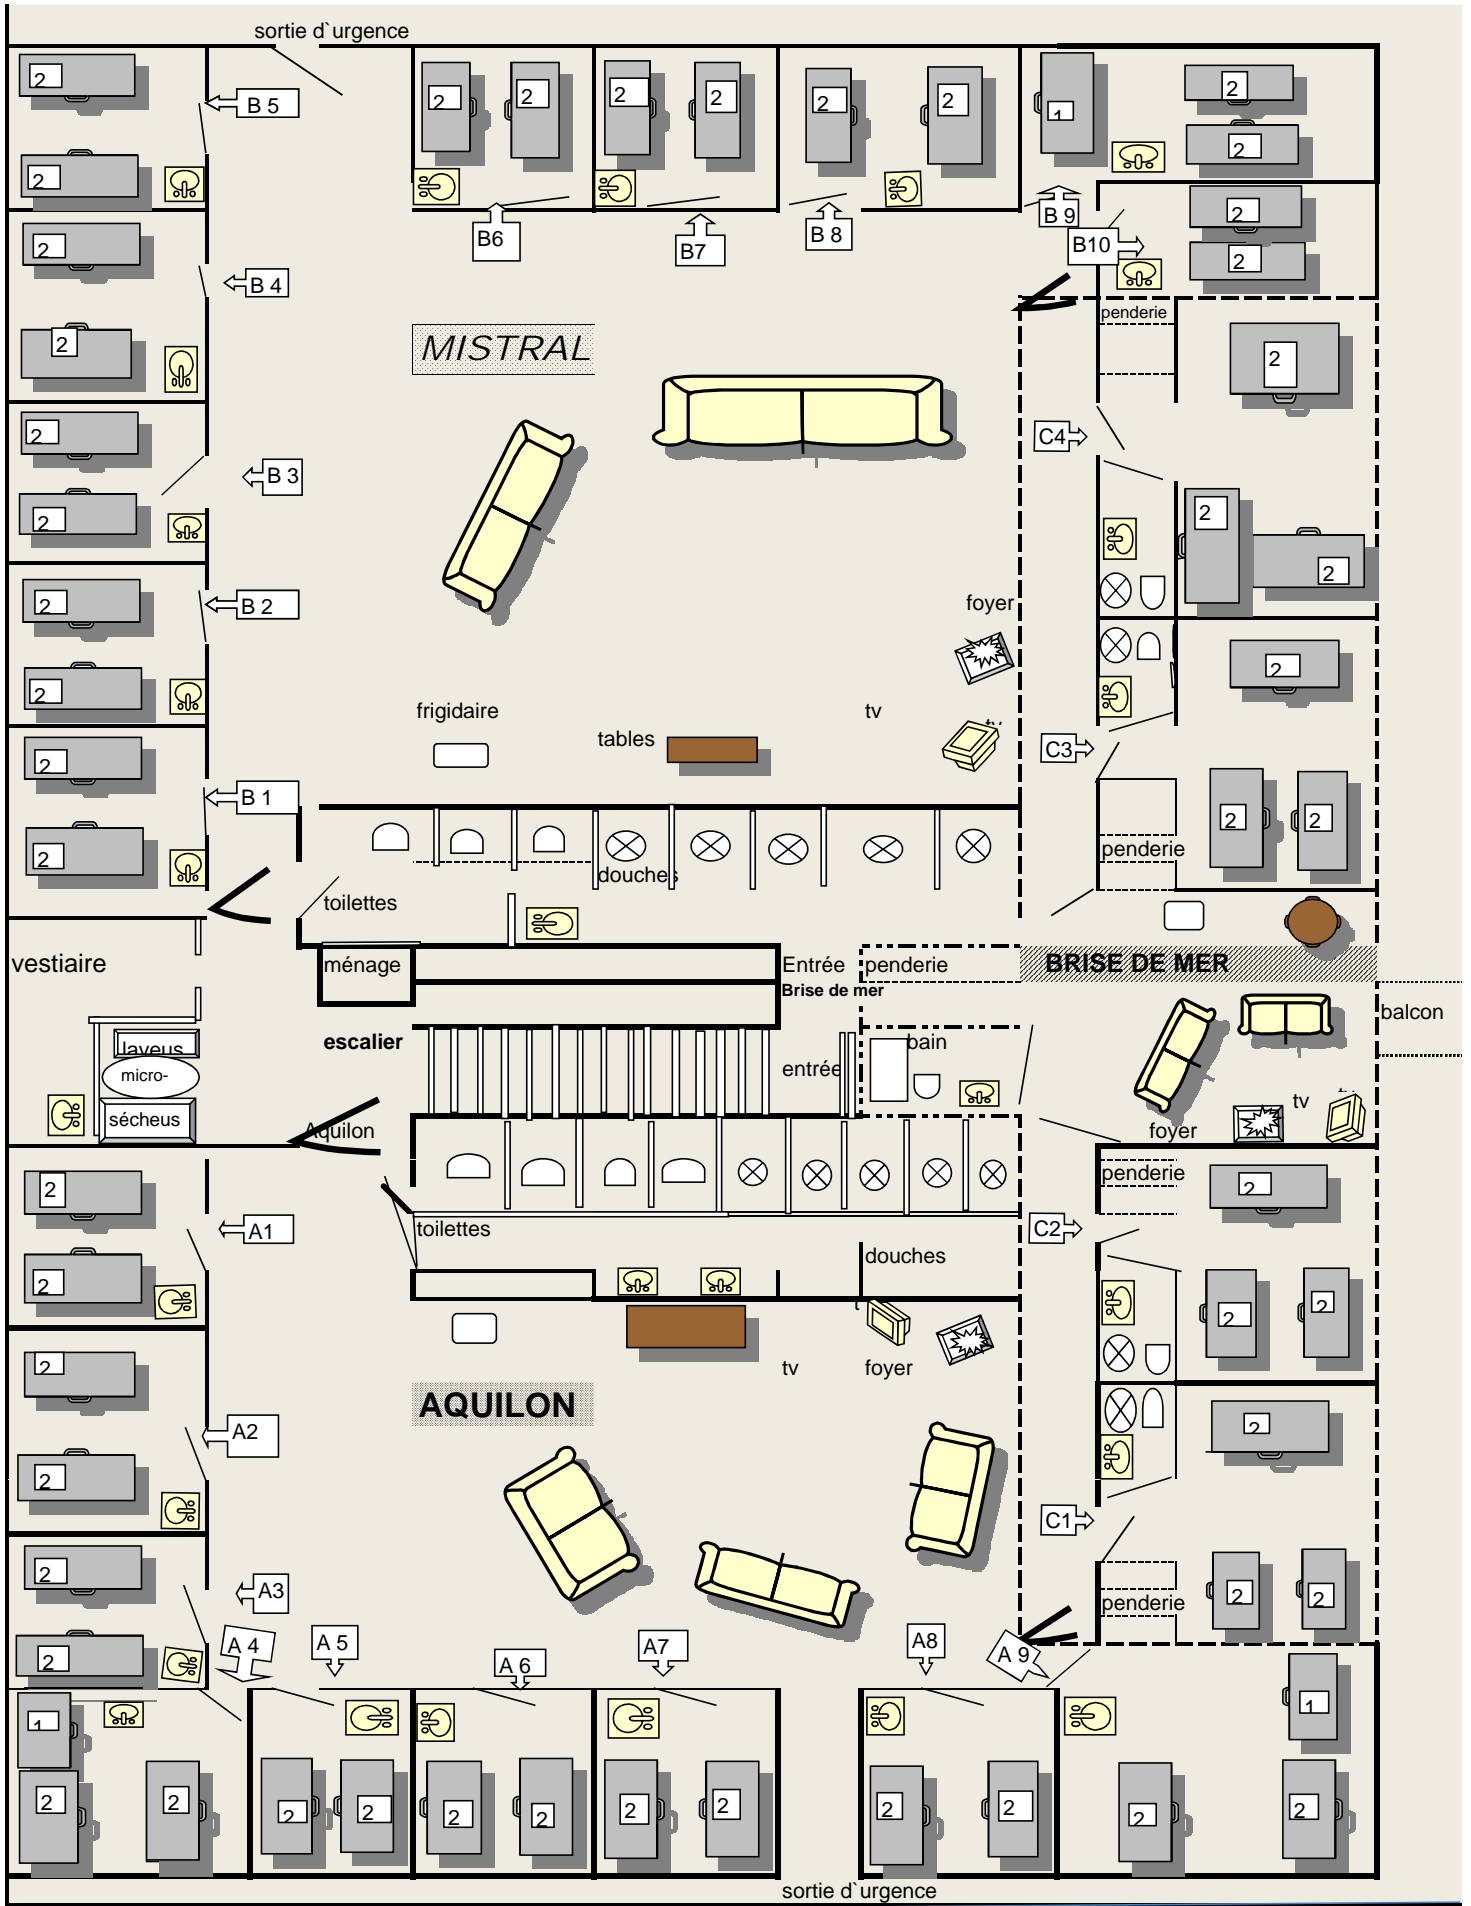 sortie d`urgence
2
B 5
2
2 2
2 2
2 2
1
2
2
B6
B7
B 8
B 9
2
B10
2
2
B 4
2
MISTRAL
penderie
2
2
B 3
2
C4
2
2
2
B 2
2
foyer
2
frigidaire
tables
tv
tv
C3
2
2
B 1
2
2 2
penderie
douches
toilettes
vestiaire
ménage
Entrée
penderie
BRISE DE MER
Brise de mer
balcon
escalier
entrée
bain
laveus
micro-
sécheus
Aquilon
foyer
tv
tv
2
A1
2
toilettes
douches
penderie
2
C2
2 2
t
tv
foyer
2
AQUILON
A2
2
2
C1
2
A3
2
A 4
A 5
A 6
A7
A8
A 9
penderie
2 2
1
2 2
2 2
2 2
2 2
2 2
1
2 2
sortie d`urgence